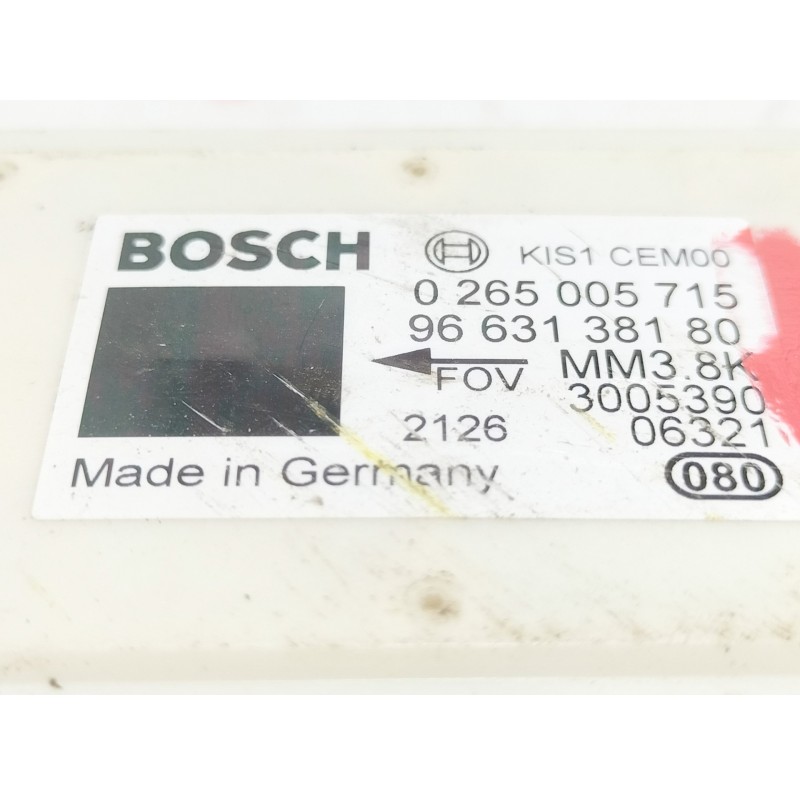 BOSCH KIS1 CEM00
0 265 005 715
96 631 381 80
FOV MM3.8K
3005390
2126 06321
Made in Germany 080